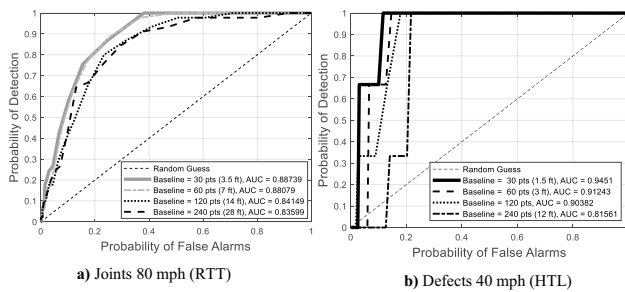 1
0.9
0.8
0.7
0.6
0.5
0.4
0.3
0.2
0.1
0
Probability of Detection
0 0.2 0.4 0.6 0.8 1
Probability of False Alarms
Random Guess
Baseline = 30 pts (3.5 ft), AUC = 0.88739
Baseline = 60 pts (7 ft), AUC = 0.88079
Baseline = 120 pts (14 ft), AUC = 0.84149
Baseline = 240 pts (28 ft), AUC = 0.83599
a) Joints 80 mph (RTT)
1
0.9
0.8
0.7
0.6
0.5
0.4
0.3
0.2
0.1
0
Probability of Detection
0 0.2 0.4 0.6 0.8
Probability of False Alarms
Random Guess
Baseline = 30 pts (1.5 ft), AUC = 0.9451
Baseline = 60 pts (3 ft), AUC = 0.91243
Baseline = 120 pts, AUC = 0.90382
Baseline = 240 pts (12 ft), AUC = 0.81561
b) Defects 40 mph (HTL)